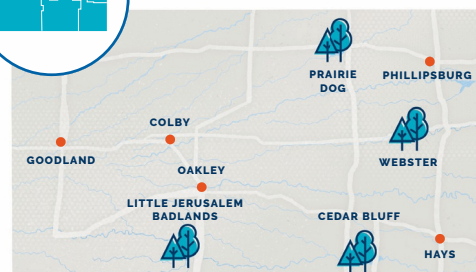 PRAIRIE
DOG
PHILLIPSBURG
COLBY
GOODLAND
WEBSTER
OAKLEY
LITTLE JERUSALEM
BADLANDS
CEDAR BLUFF
HAYS